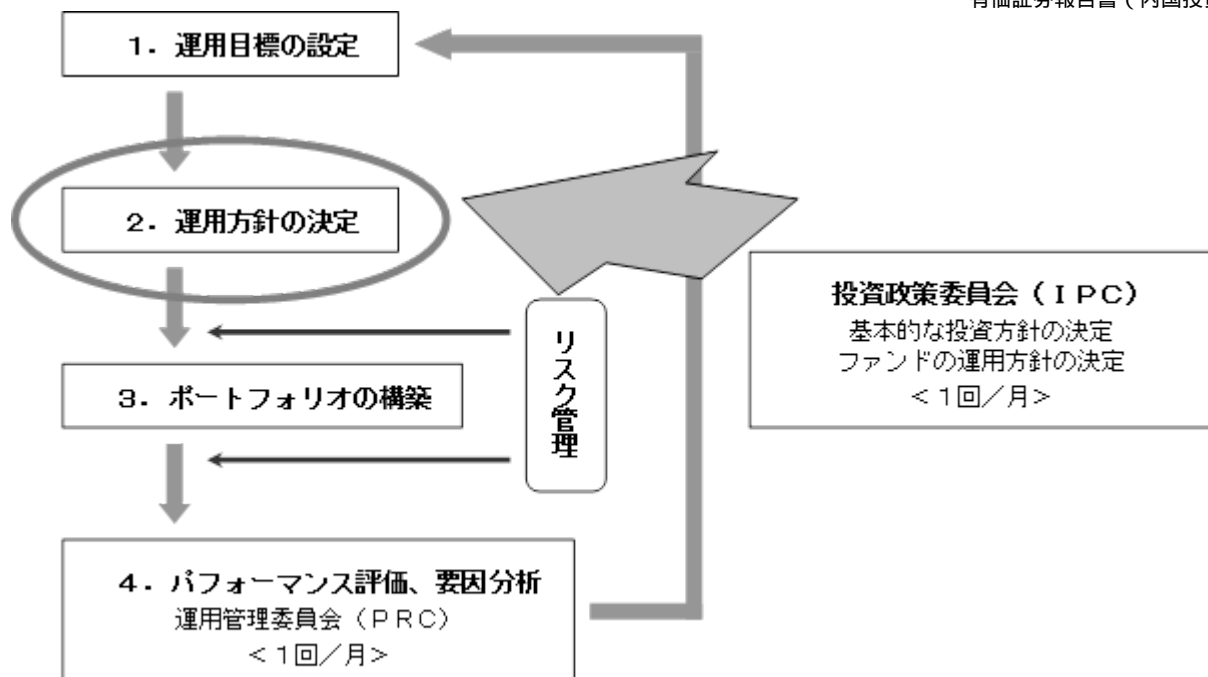 有価証券報告書（内国投資
１．運用目標の設定
２．運用方針の決定
投資政策委員会（ＩＰＣ）
基本的な投資方針の決定
ファンドの運用方針の決定
＜１回／月＞
リスク管理
３．ポートフォリオの構築
４．パフォーマンス評価、要因分析
運用管理委員会（ＰＲＣ）
＜１回／月＞